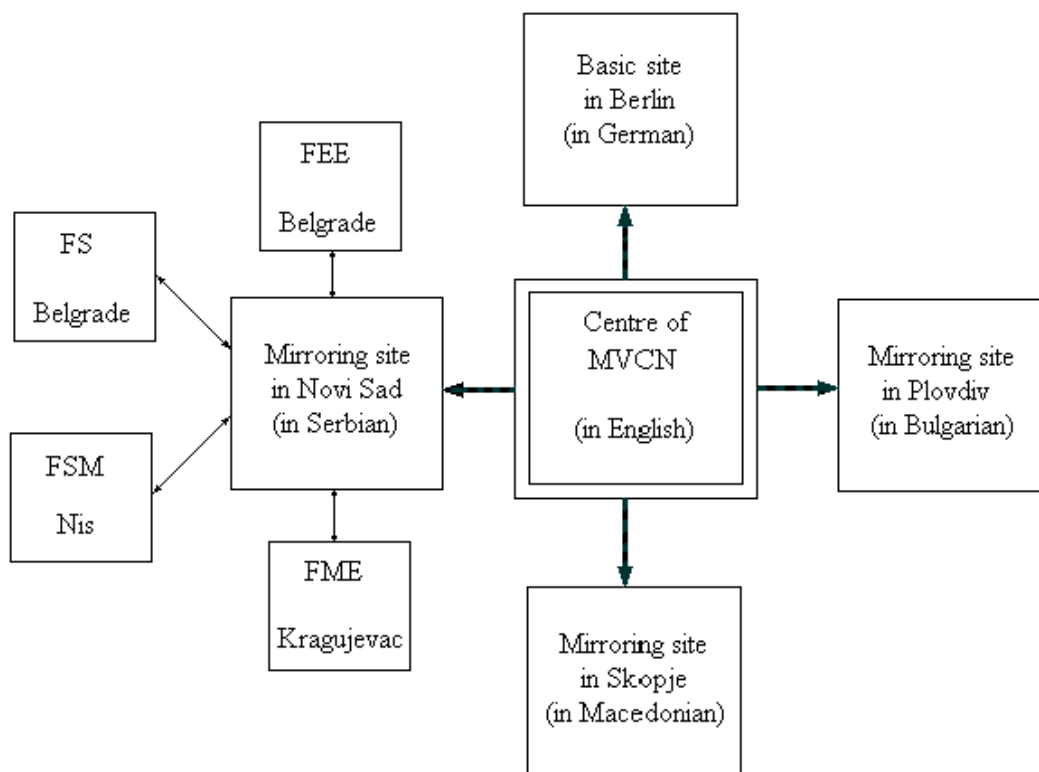 Basic site
in Berlin
(in German)
FEE
Belgrade
FS
Belgrade
Mirroring site
in Novi Sad
(in Serbian)
Centre of
MVCN
(in English)
Mirroring site
in Plovdiv
(in Bulgarian)
FSM
Nis
FME
Kragujevac
Mirroring site
in Skopje
(in Macedonian)